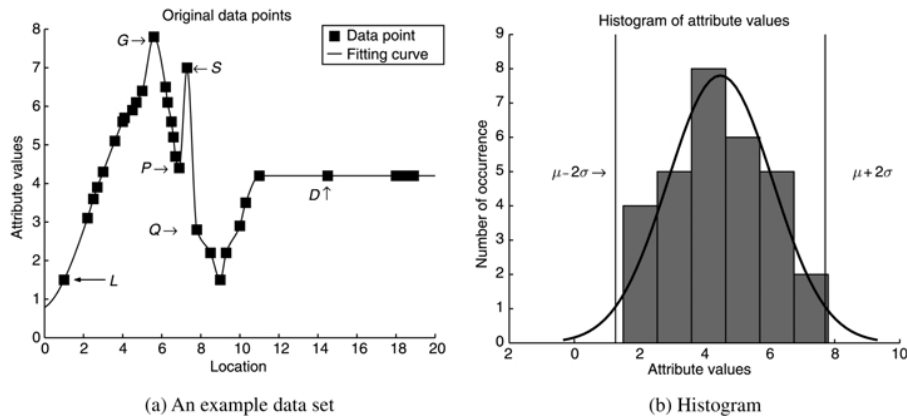 Original data points
Attribute values
8
7
6
5
4
3
2
1
0
G →
← S
P →
Q →
D ↑
← L
Data point
Fitting curve
0 2 4 6 8 10 12 14 16 18 20
Location
(a) An example data set
Histogram of attribute values
Number of occurrence
9
8
7
6
5
4
3
2
1
0
μ − 2σ →
μ + 2σ
2 0 2 4 6 8 10
Attribute values
(b) Histogram